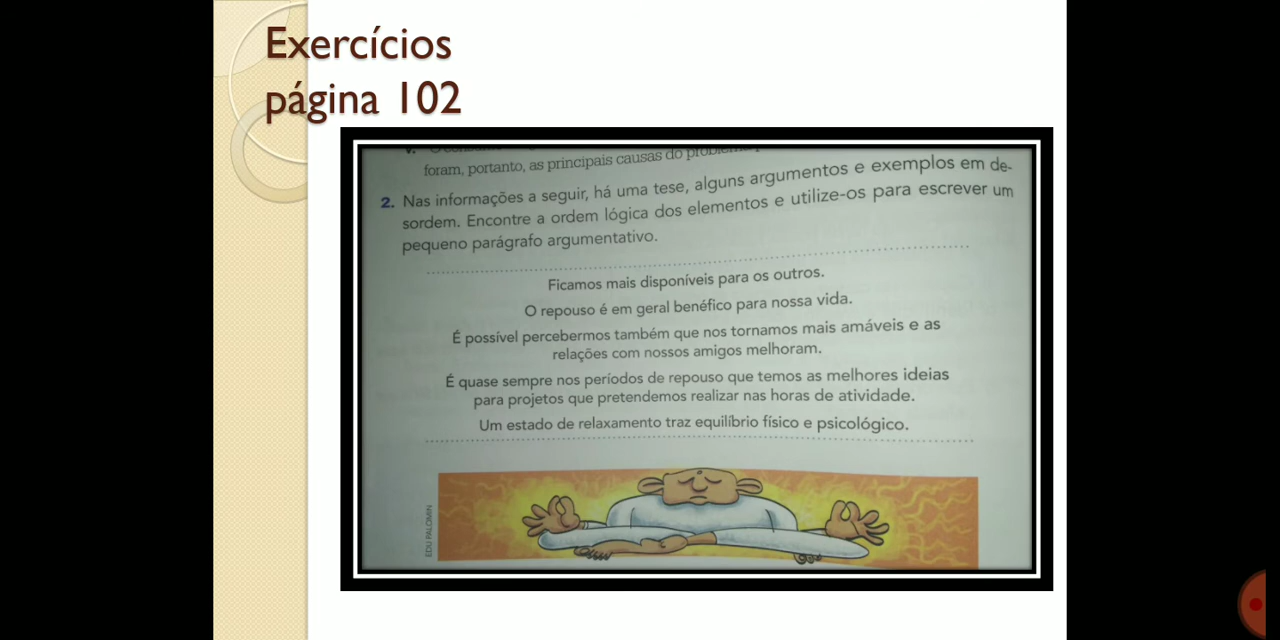 Exercícios
página 102
foram, portanto, as principais causas do
2. Nas informações a seguir, há uma tese, alguns argumentos e exemplos em de-
sordem. Encontre a ordem lógica dos elementos e utilize-os para escrever um
pequeno parágrafo argumentativo.
Ficamos mais disponíveis para os outros.
O repouso é em geral benéfico para nossa vida.
É possível percebermos também que nos tornamos mais amáveis e as
relações com nossos amigos melhoram.
É quase sempre nos períodos de repouso que temos as melhores ideias
para projetos que pretendemos realizar nas horas de atividade.
Um estado de relaxamento traz equilíbrio físico e psicológico.
EDU PALOMIN